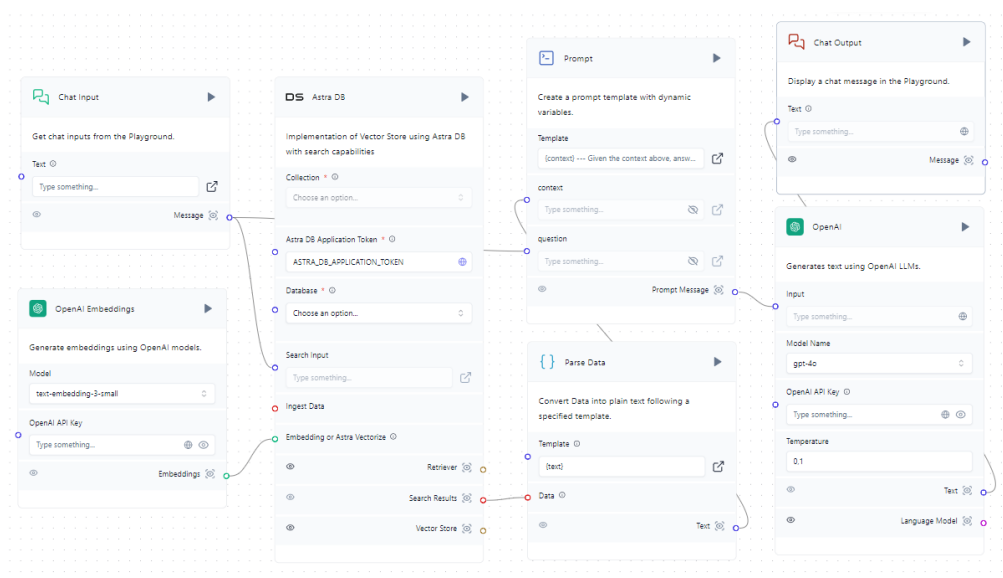 Chat Input
Get chat inputs from the Playground.
Text
Type something...
Message
OpenAI Embeddings
Generate embeddings using OpenAI models.
Model
text-embedding-3-small
OpenAI API Key
Type something...
Embeddings
DS Astra DB
Implementation of Vector Store using Astra DB
with search capabilities
Collection *
Choose an option...
Astra DB Application Token *
ASTRA_DB_APPLICATION_TOKEN
Database *
Choose an option...
Search Input
Type something...
Ingest Data
Embedding or Astra Vectorize
Retriever
Search Results
Vector Store
Prompt
Create a prompt template with dynamic
variables.
Template
{context} --- Given the context above, answ...
context
Type something...
question
Type something...
Prompt Message
Parse Data
Convert Data into plain text following a
specified template.
Template
{text}
Data
Text
Chat Output
Display a chat message in the Playground.
Text
Type something...
Message
OpenAI
Generates text using OpenAI LLMs.
Input
Type something...
Model Name
gpt-4o
OpenAI API Key
Type something...
Temperature
0,1
Text
Language Model